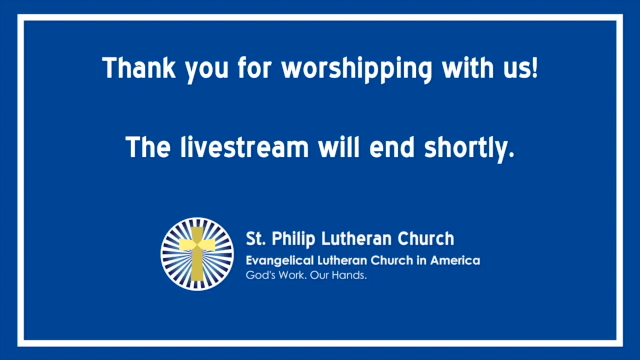 Thank you for worshipping with us!
The livestream will end shortly.
St. Philip Lutheran Church
Evangelical Lutheran Church in America
God's Work. Our Hands.